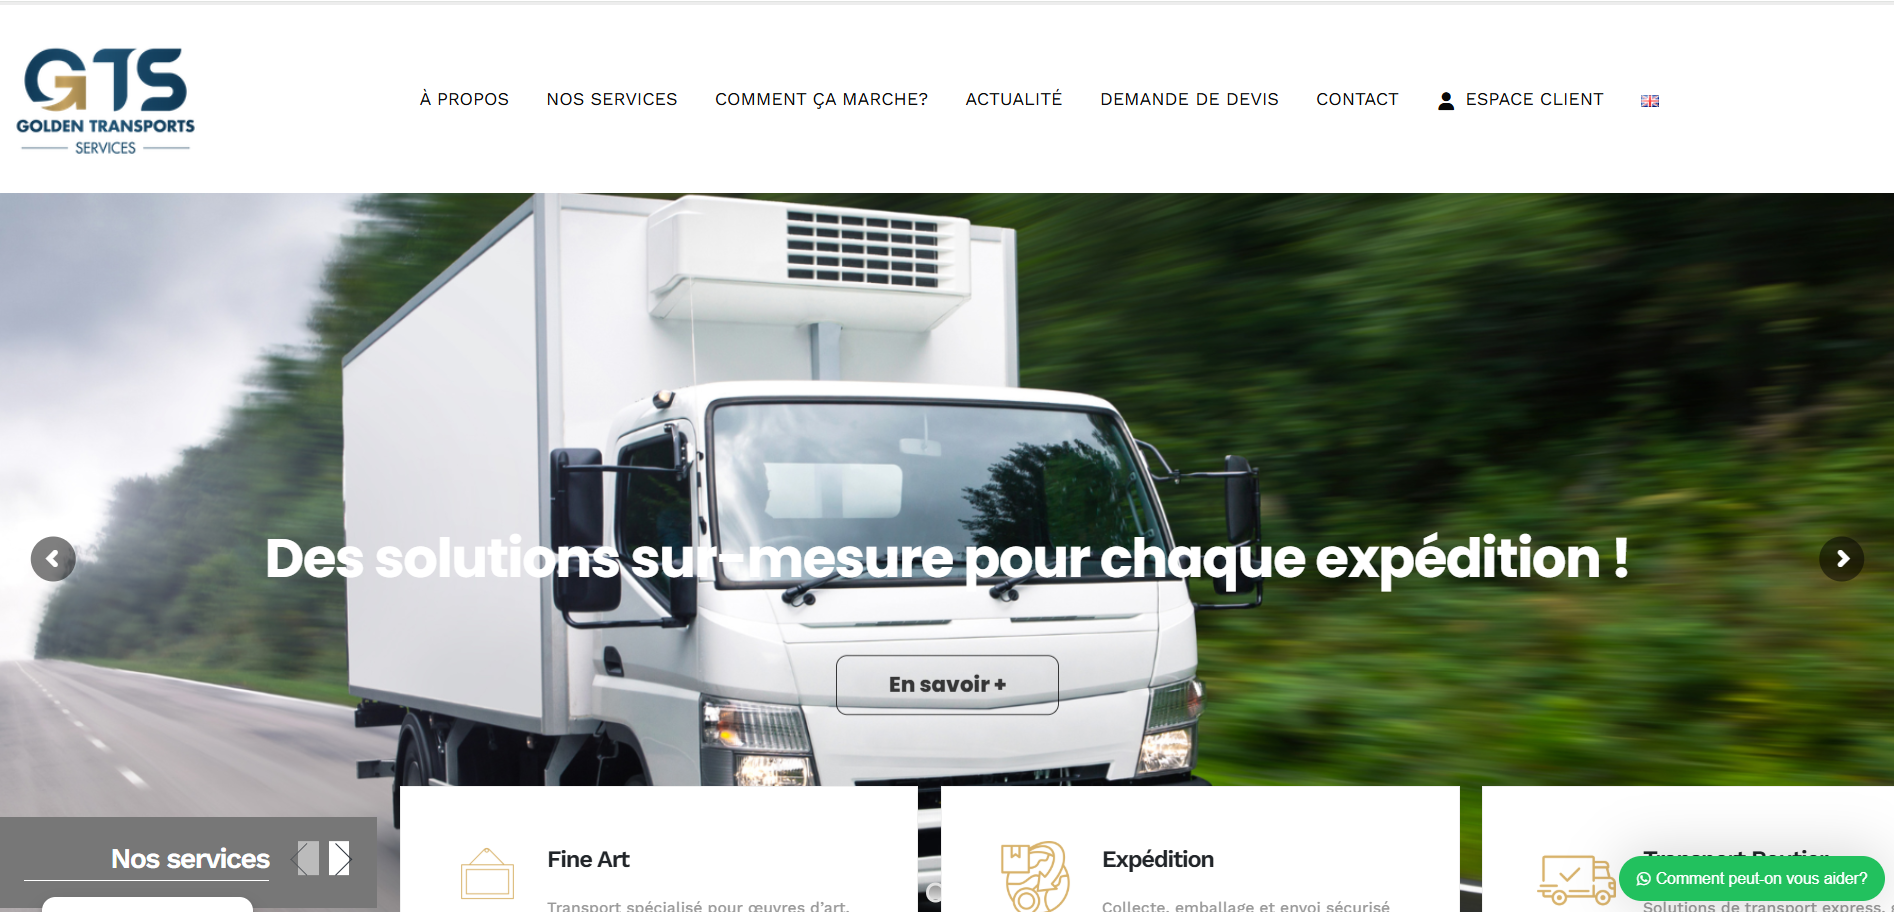 GTS
GOLDEN TRANSPORTS
SERVICES
À PROPOS
NOS SERVICES
COMMENT ÇA MARCHE?
ACTUALITÉ
DEMANDE DE DEVIS
CONTACT
ESPACE CLIENT
Des solutions sur-mesure pour chaque expédition !
En savoir +
Nos services
Fine Art
Transport spécialisé pour œuvres d'art,
Expédition
Collecte, emballage et envoi sécurisé
Transport Routier
Solutions de transport express,
Comment peut-on vous aider?